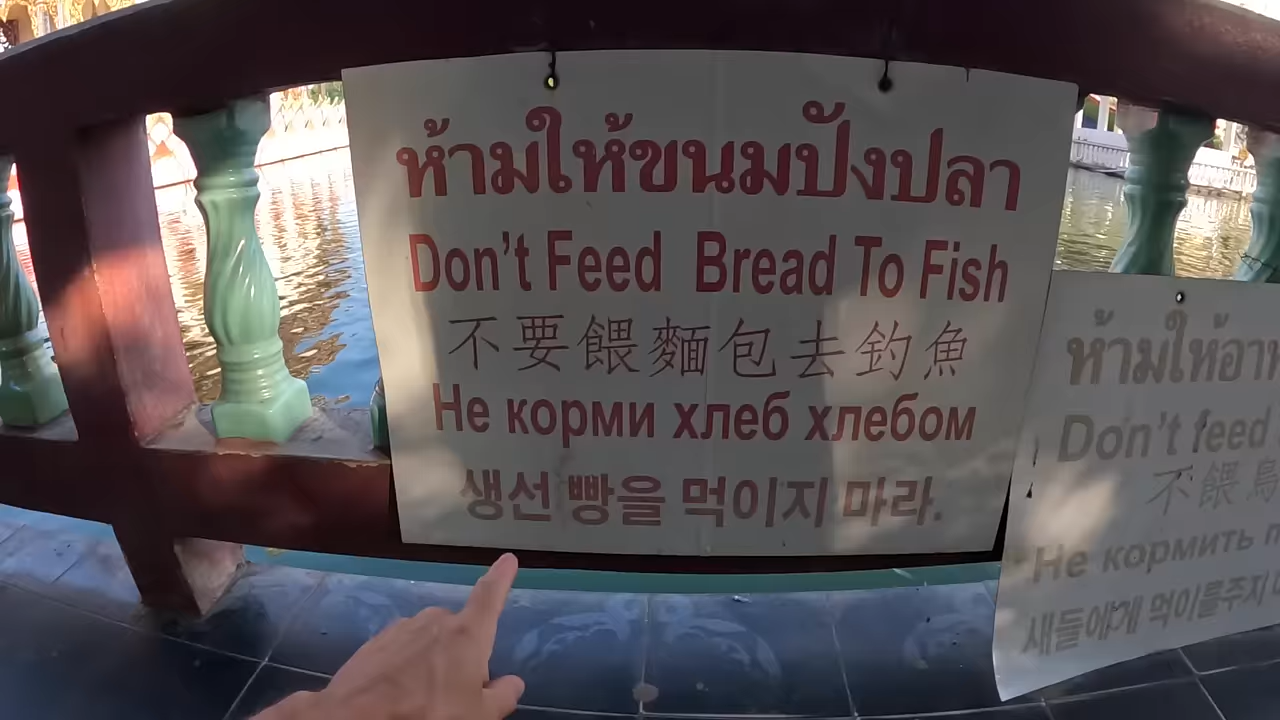 ห้ามให้ขนมปังปลา
Don't Feed Bread To Fish
不要餵麵包去釣魚
Не корми хлеб хлебом
생선 빵을 먹이지 마라.
ห้ามให้อา
Don't feed
不餵鳥
Не кормить
새들에게 먹이를주지